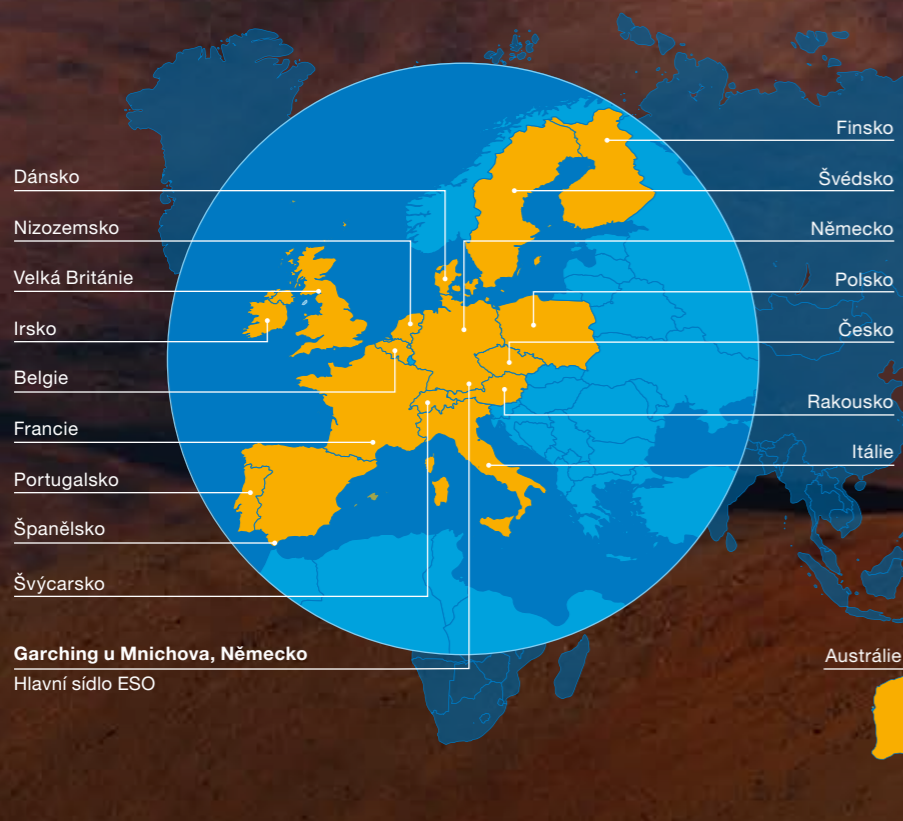 Dánsko
Nizozemsko
Velká Británie
Irsko
Belgie
Francie
Portugalsko
Španělsko
Švýcarsko
Garching u Mnichova, Německo
Hlavní sídlo ESO
Finsko
Švédsko
Německo
Polsko
Česko
Rakousko
Itálie
Austrálie